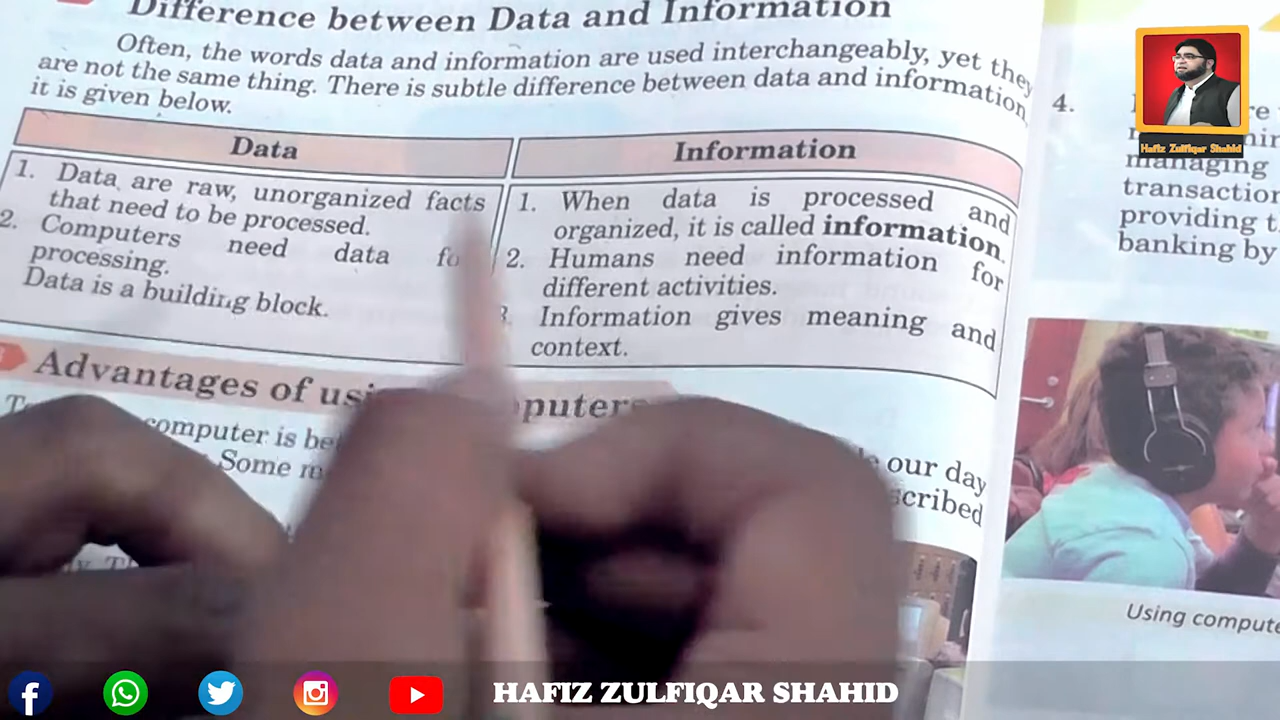 Difference between Data and Information
Often, the words data and information are used interchangeably, yet they
are not the same thing. There is subtle difference between data and information
it is given below.
Data
1. Data are raw, unorganized facts
that need to be processed.
2. Computers need data
processing.
Data is a building block.
Information
1. When data is processed and
organized, it is called information.
2. Humans need information for
different activities.
3. Information gives meaning and
context.
Advantages of
computer is
Some
our day
4.
managing
providing
banking by
Using
Hafiz Zulfiqar Shahid
HAFIZ ZULFIQAR SHAHID